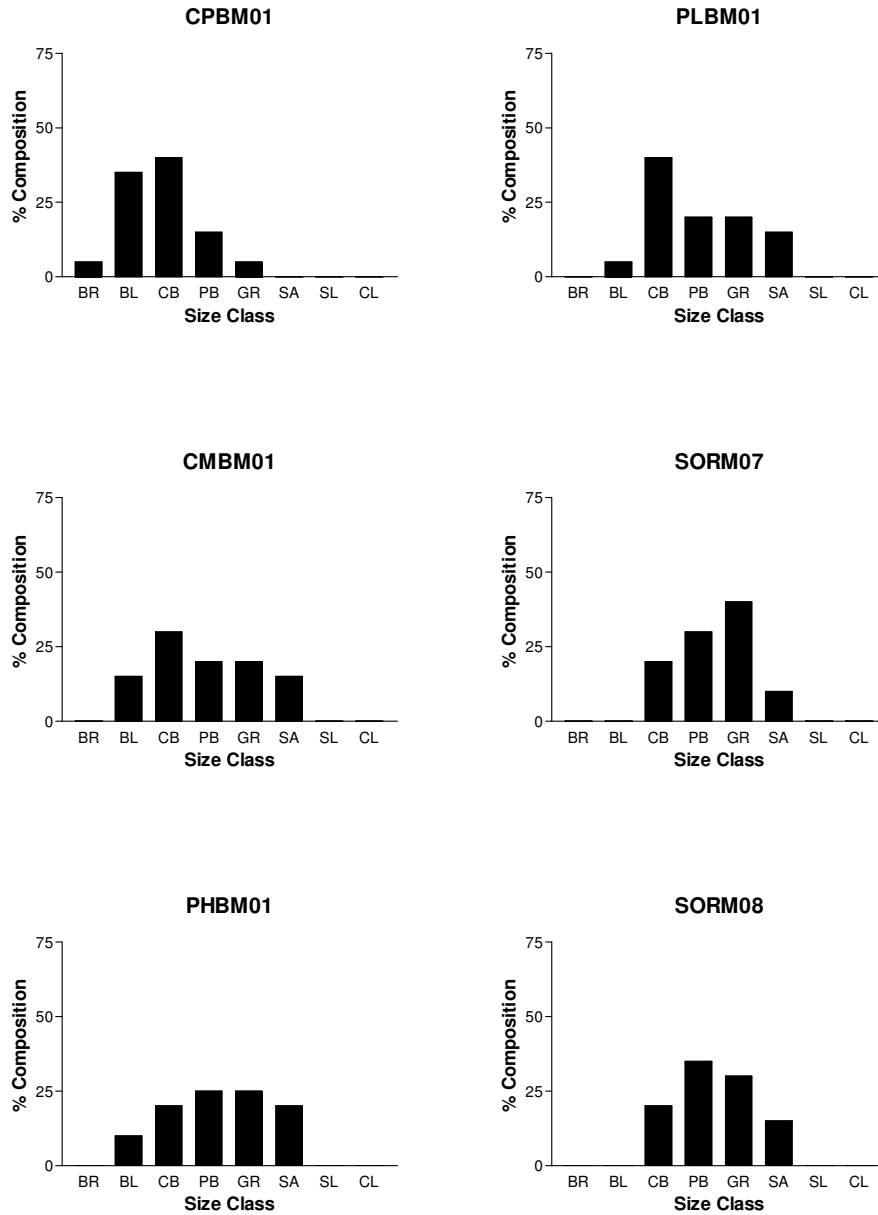 CPBM01
75
50
25
0
% Composition
BR BL CB PB GR SA SL CL
Size Class
PLBM01
75
50
25
0
% Composition
BR BL CB PB GR SA SL CL
Size Class
CMBM01
75
50
25
0
% Composition
BR BL CB PB GR SA SL CL
Size Class
SORM07
75
50
25
0
% Composition
BR BL CB PB GR SA SL CL
Size Class
PHBM01
75
50
25
0
% Composition
BR BL CB PB GR SA SL CL
Size Class
SORM08
75
50
25
0
% Composition
BR BL CB PB GR SA SL CL
Size Class